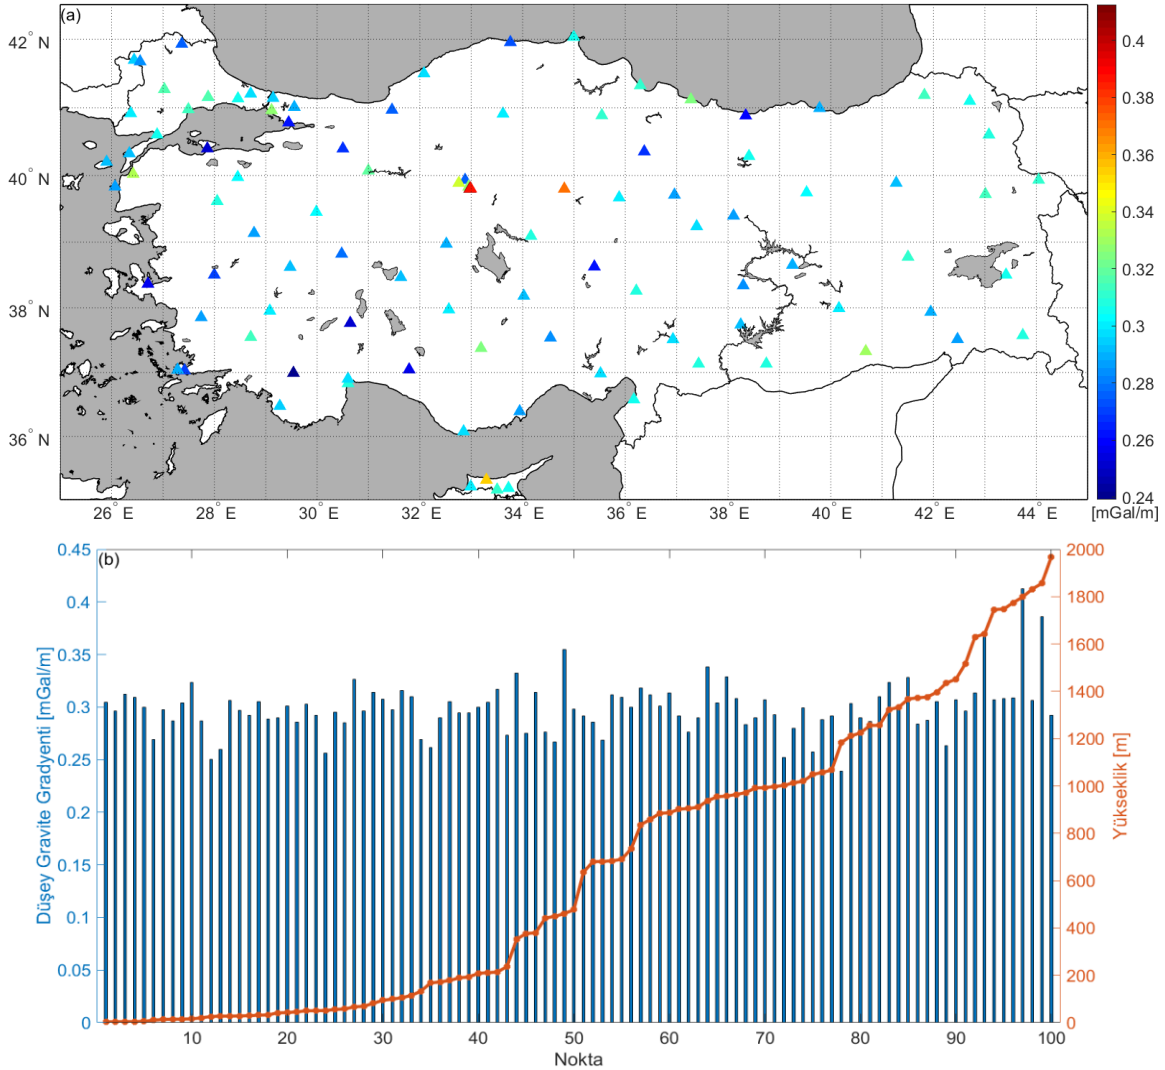 (a)
42° N
40° N
38° N
36° N
26° E 28° E 30° E 32° E 34° E 36° E 38° E 40° E 42° E 44° E
0.4
0.38
0.36
0.34
0.32
0.3
0.28
0.26
0.24
[mGal/m]
(b)
Düşey Gravite Gradyenti [mGal/m]
0.45
0.4
0.35
0.3
0.25
0.2
0.15
0.1
0.05
0
10 20 30 40 50 60 70 80 90 100
Nokta
2000
1800
1600
1400
1200
1000
800
600
400
200
0
Yükseklik [m]